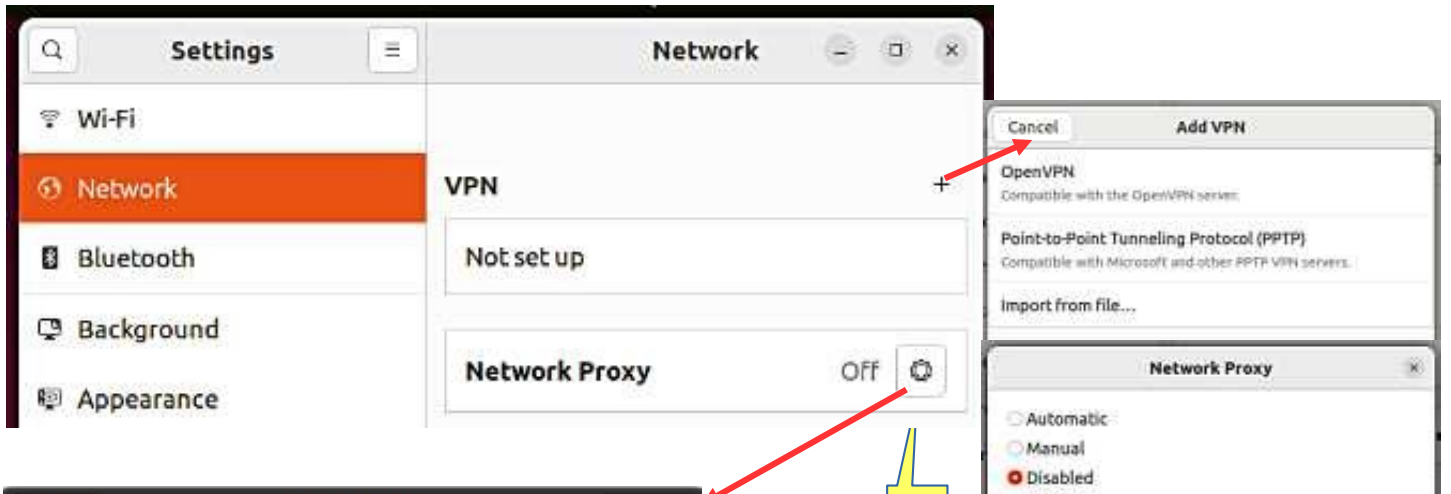 Settings
Network
Wi-Fi
Network
Bluetooth
Background
Appearance
VPN
+
Not set up
Network Proxy Off
Cancel Add VPN
OpenVPN
Compatible with the OpenVPN server.
Point-to-Point Tunneling Protocol (PPTP)
Compatible with Microsoft and other PPTP VPN servers.
Import from file...
Network Proxy
Automatic
Manual
Disabled